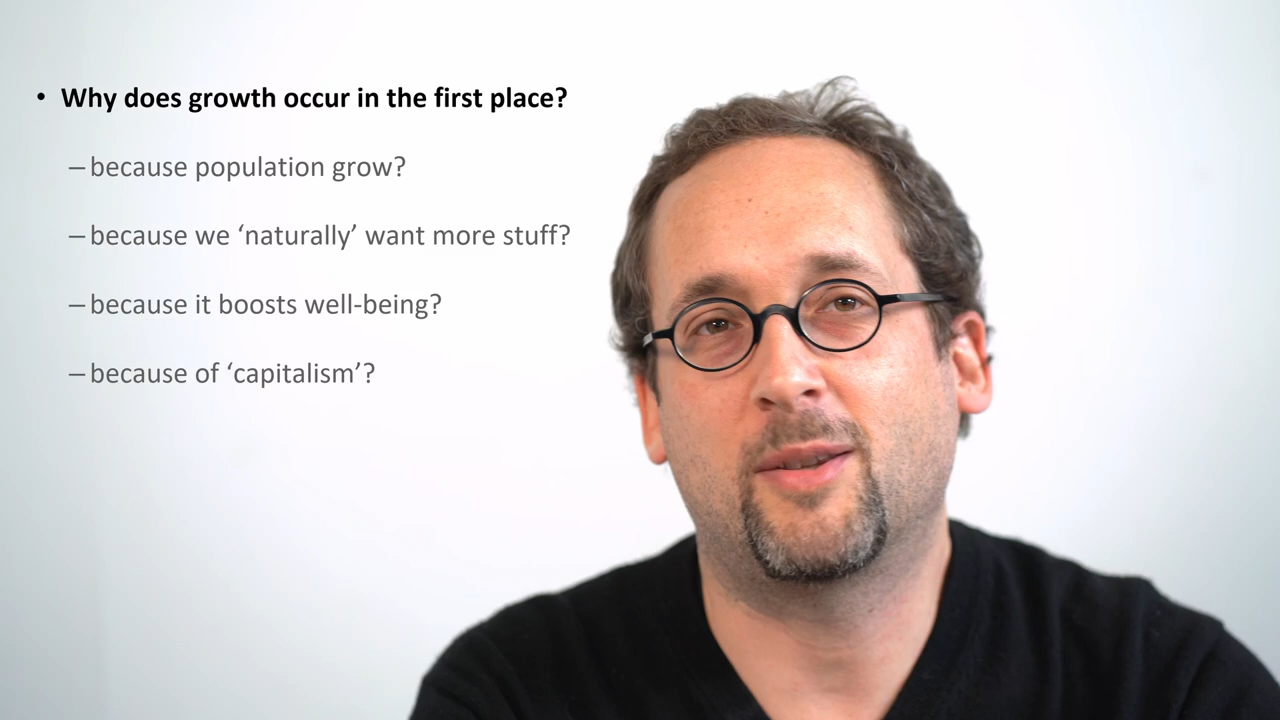 • Why does growth occur in the first place?
– because population grow?
– because we ‘naturally’ want more stuff?
– because it boosts well-being?
– because of ‘capitalism’?